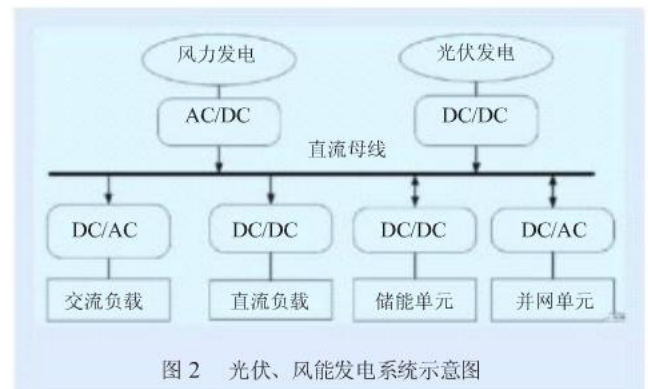 风力发电 光伏发电
AC/DC DC/DC
直流母线
DC/AC DC/DC DC/DC DC/AC
交流负载 直流负载 储能单元 并网单元
图 2 光伏、风能发电系统示意图